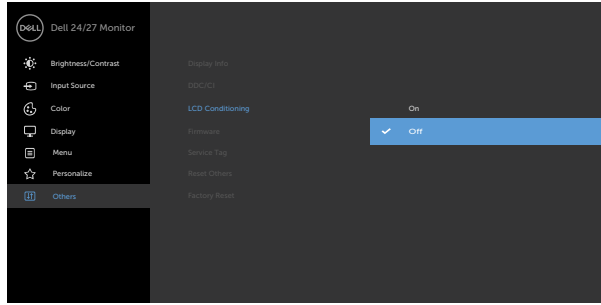 DELL Dell 24/27 Monitor
Brightness/Contrast
Input Source
Color
Display
Menu
Personalize
Others
Display Info
DDC/CI
LCD Conditioning
Firmware
Service Tag
Reset Others
Factory Reset
On
Off